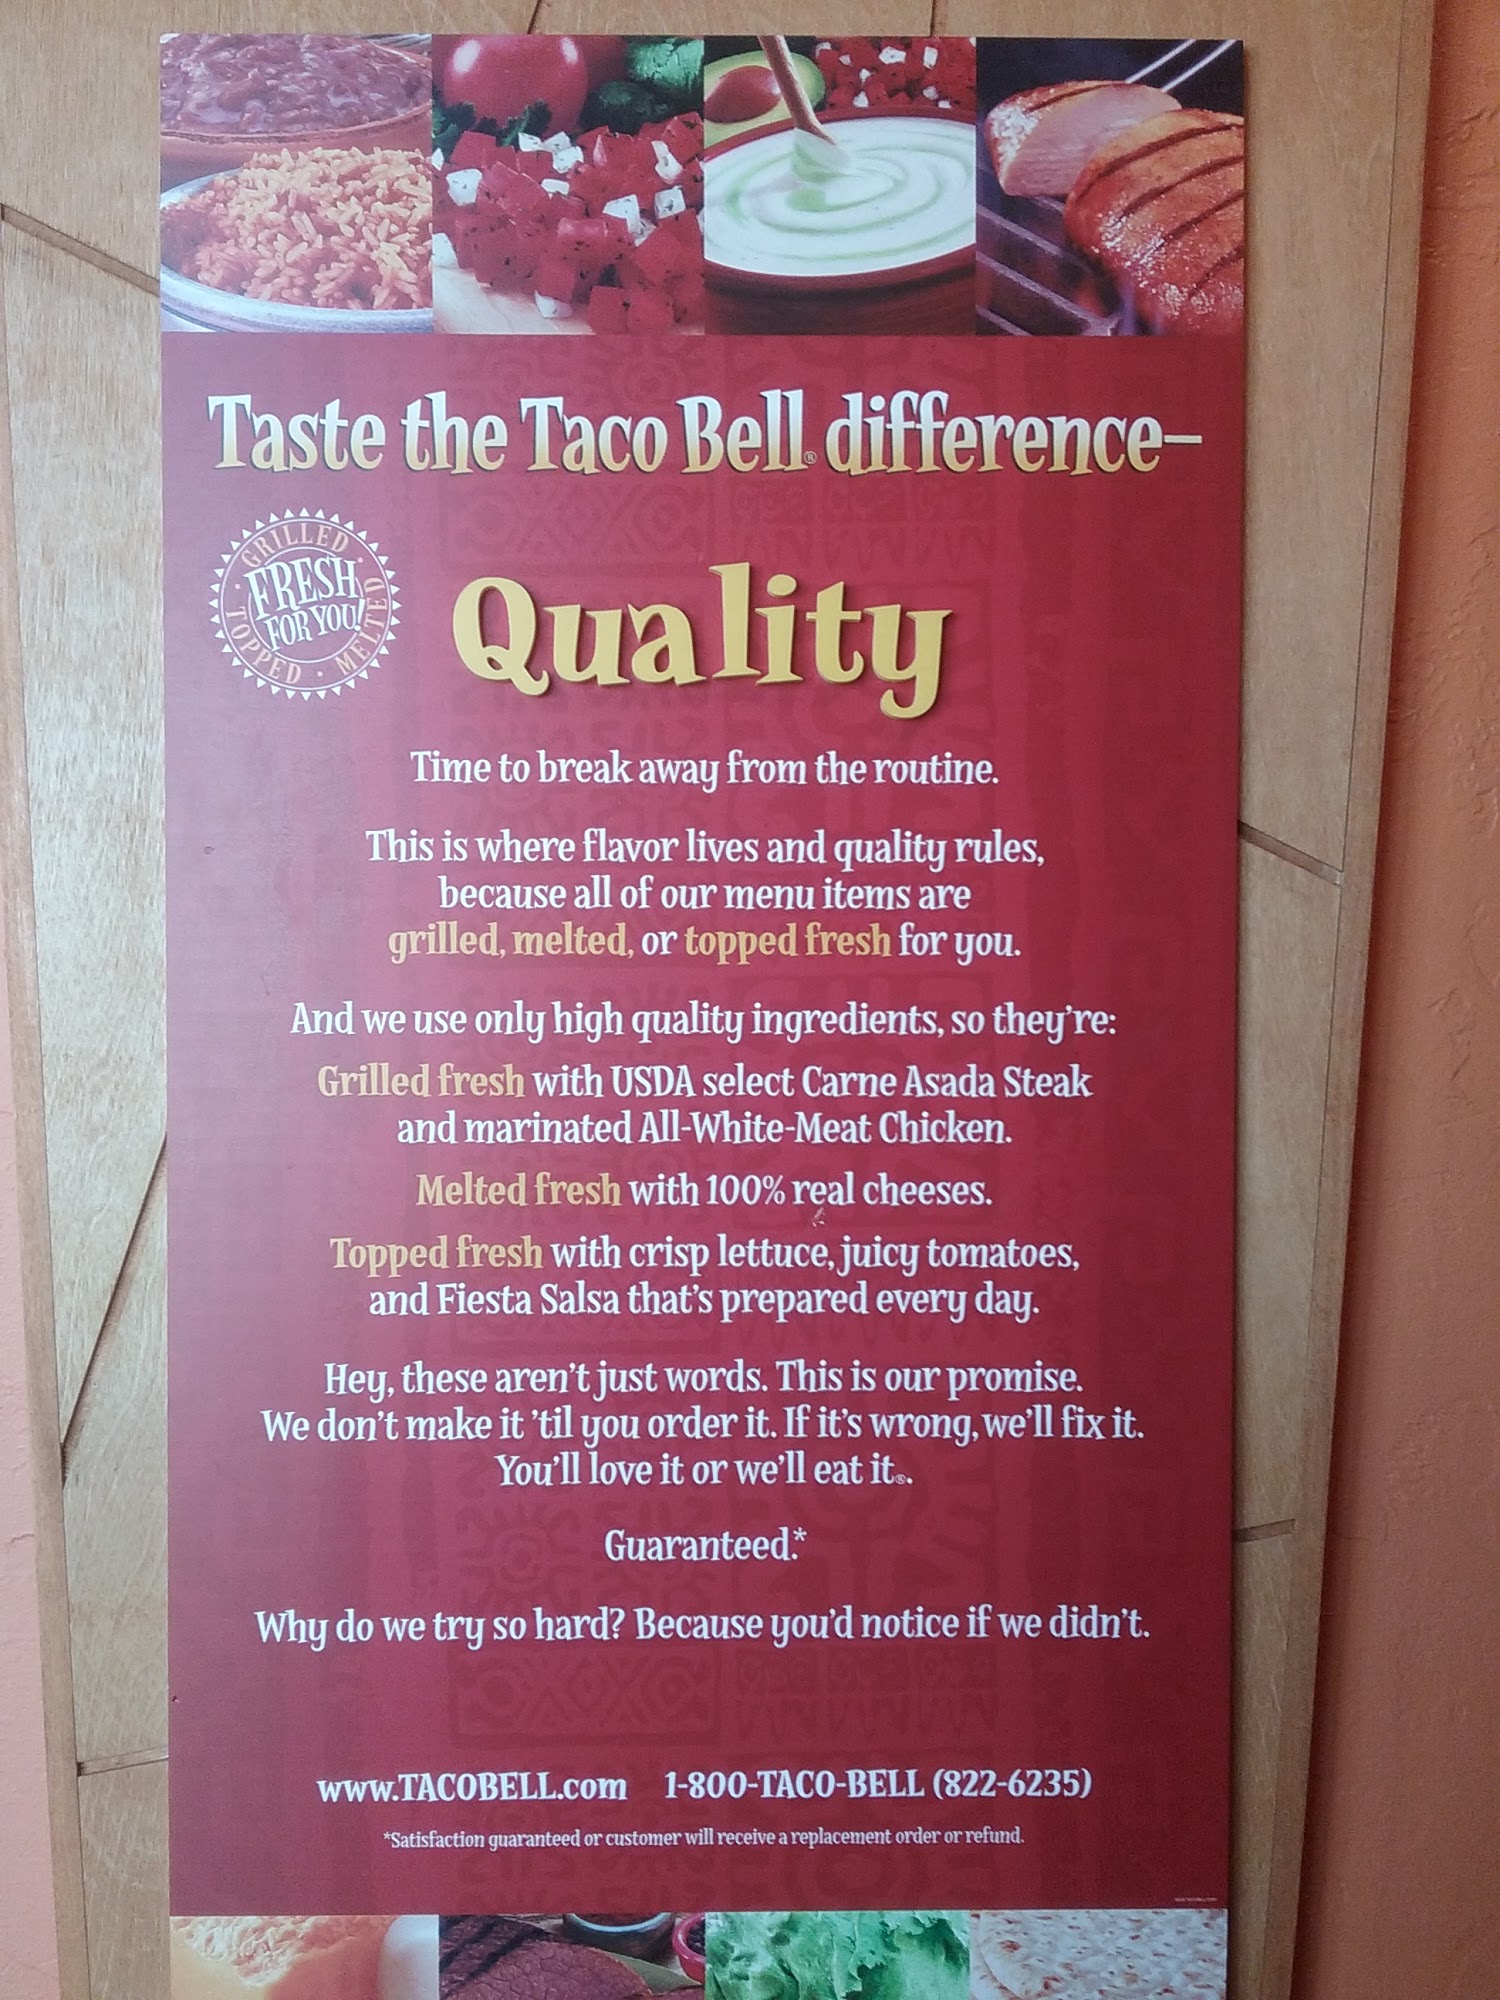 Taste the Taco Bell® difference–
GRILLED · MELTED · TOPPED ·
FRESH
FOR YOU!
Quality
Time to break away from the routine.
This is where flavor lives and quality rules,
because all of our menu items are
grilled, melted, or topped fresh for you.
And we use only high quality ingredients, so they're:
Grilled fresh with USDA select Carne Asada Steak
and marinated All-White-Meat Chicken.
Melted fresh with 100% real cheeses.
Topped fresh with crisp lettuce, juicy tomatoes,
and Fiesta Salsa that's prepared every day.
Hey, these aren't just words. This is our promise.
We don't make it 'til you order it. If it's wrong, we'll fix it.
You'll love it or we'll eat it®.
Guaranteed.*
Why do we try so hard? Because you'd notice if we didn't.
www.TACOBELL.com 1-800-TACO-BELL (822-6235)
*Satisfaction guaranteed or customer will receive a replacement order or refund.